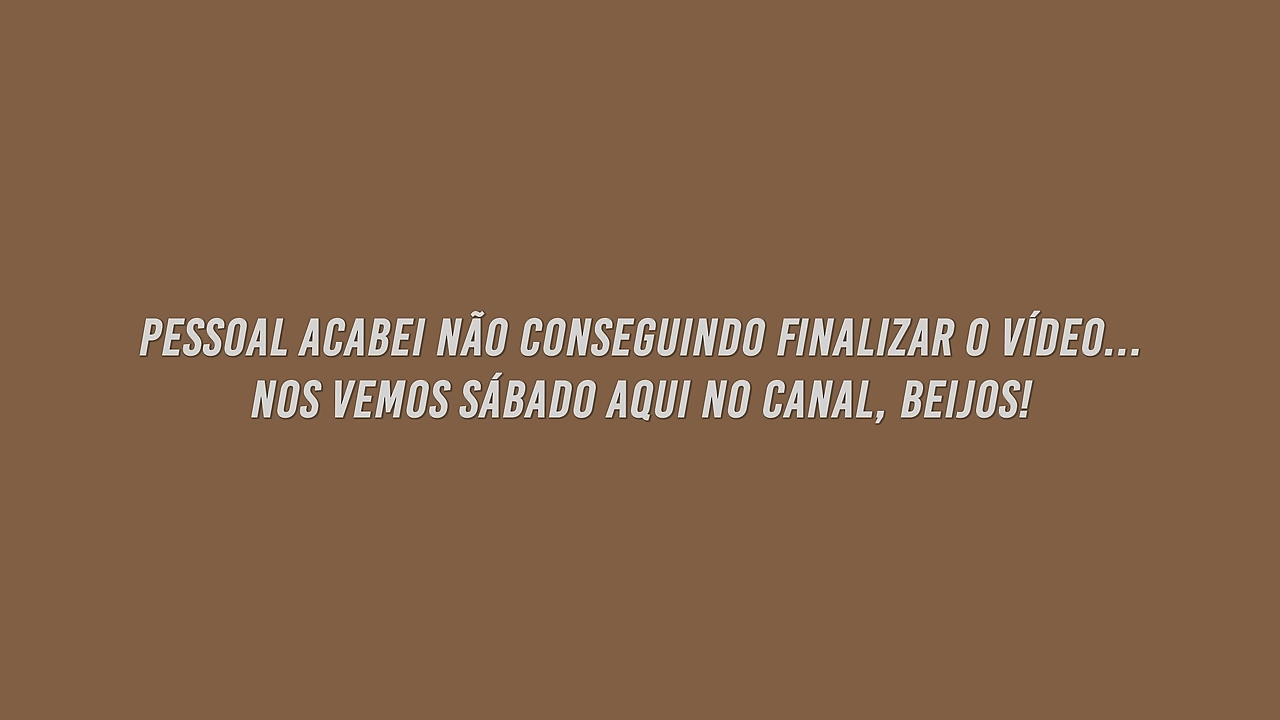 PESSOAL ACABEI NÃO CONSEGUINDO FINALIZAR O VÍDEO...
NOS VEMOS SÁBADO AQUI NO CANAL, BEIJOS!